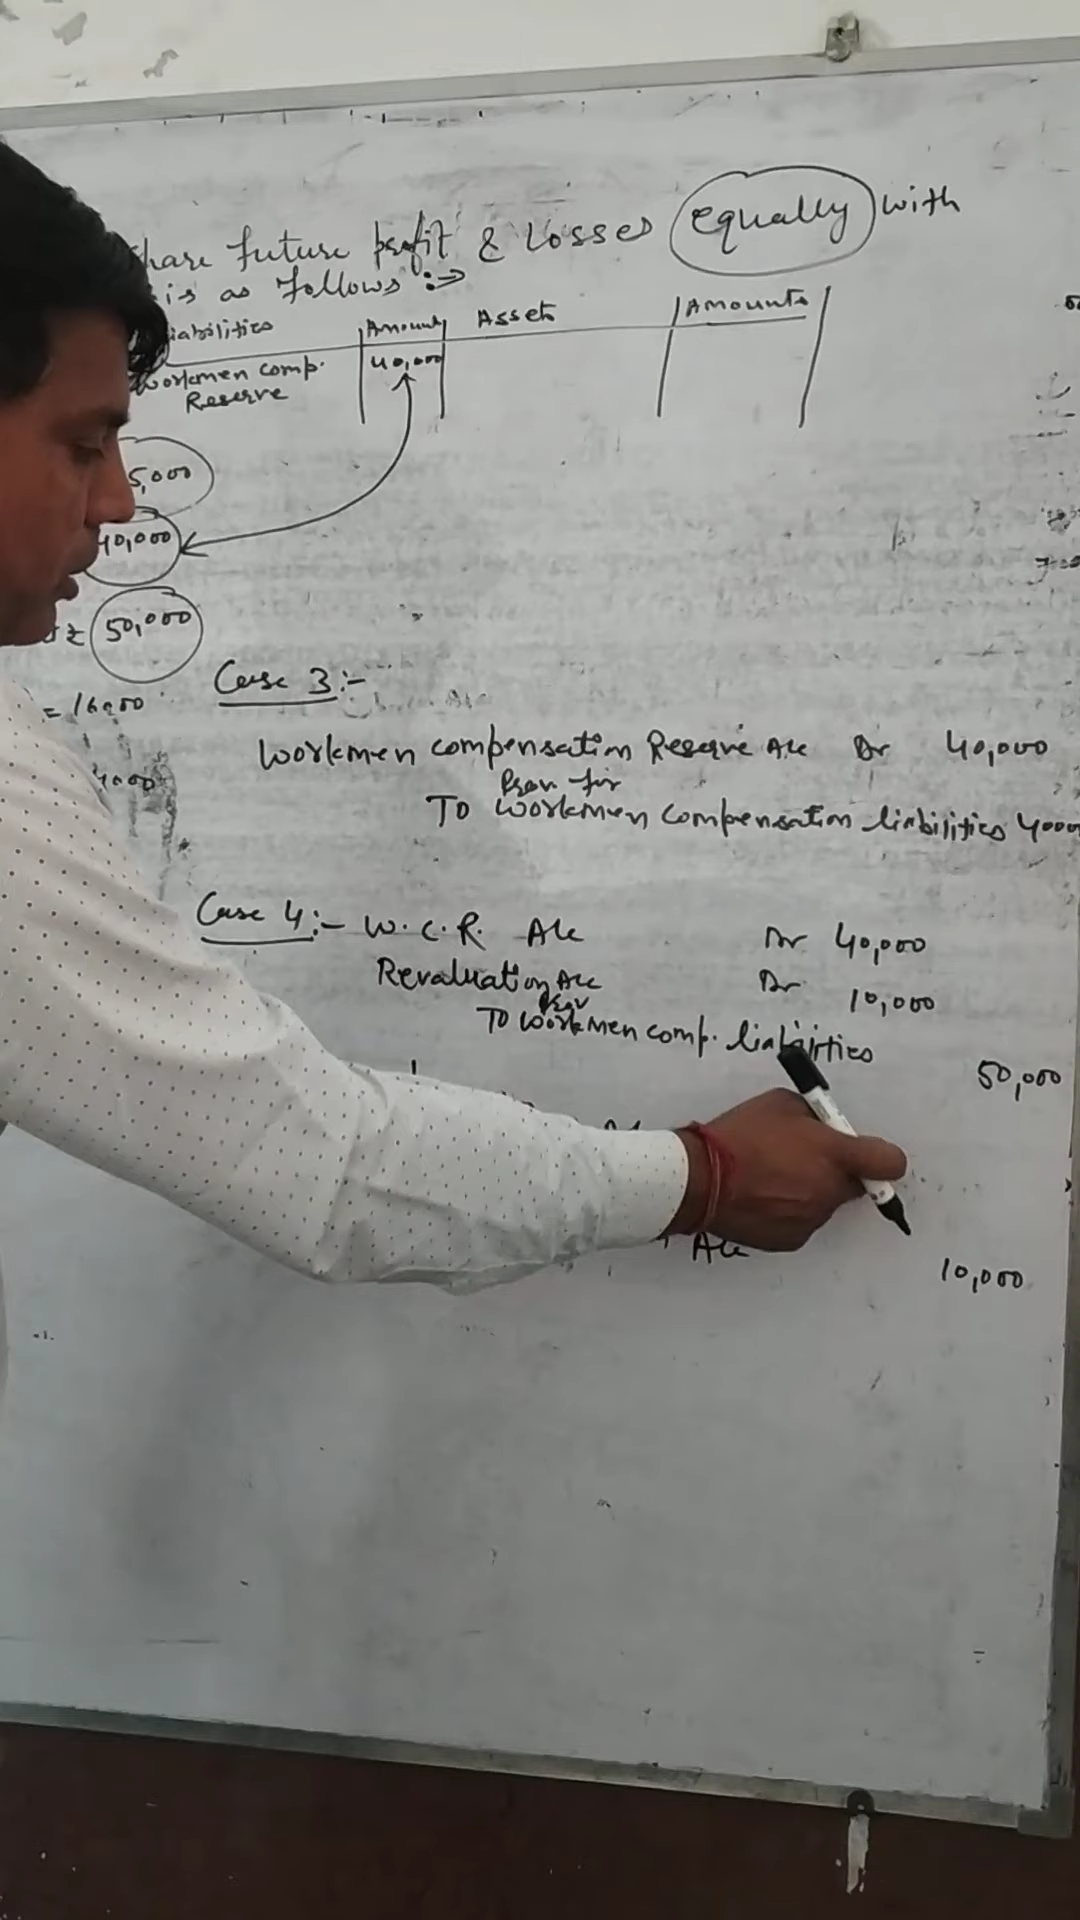 share future profit & Losses equally with
is as follows :→
Liabilities Amount Assets Amounts
Workmen comp. 40,000
Reserve
5,000
40,000
₹ 50,000
= 16000
Case 3 :-
Workmen compensation Reserve A/c Dr 40,000
Prov. for
To workmen compensation liabilities 40000
Case 4 :- W.C.R. A/c Dr 40,000
Revaluation A/c Dr 10,000
Prov
To workmen comp. liabilities
50,000
A/c
10,000